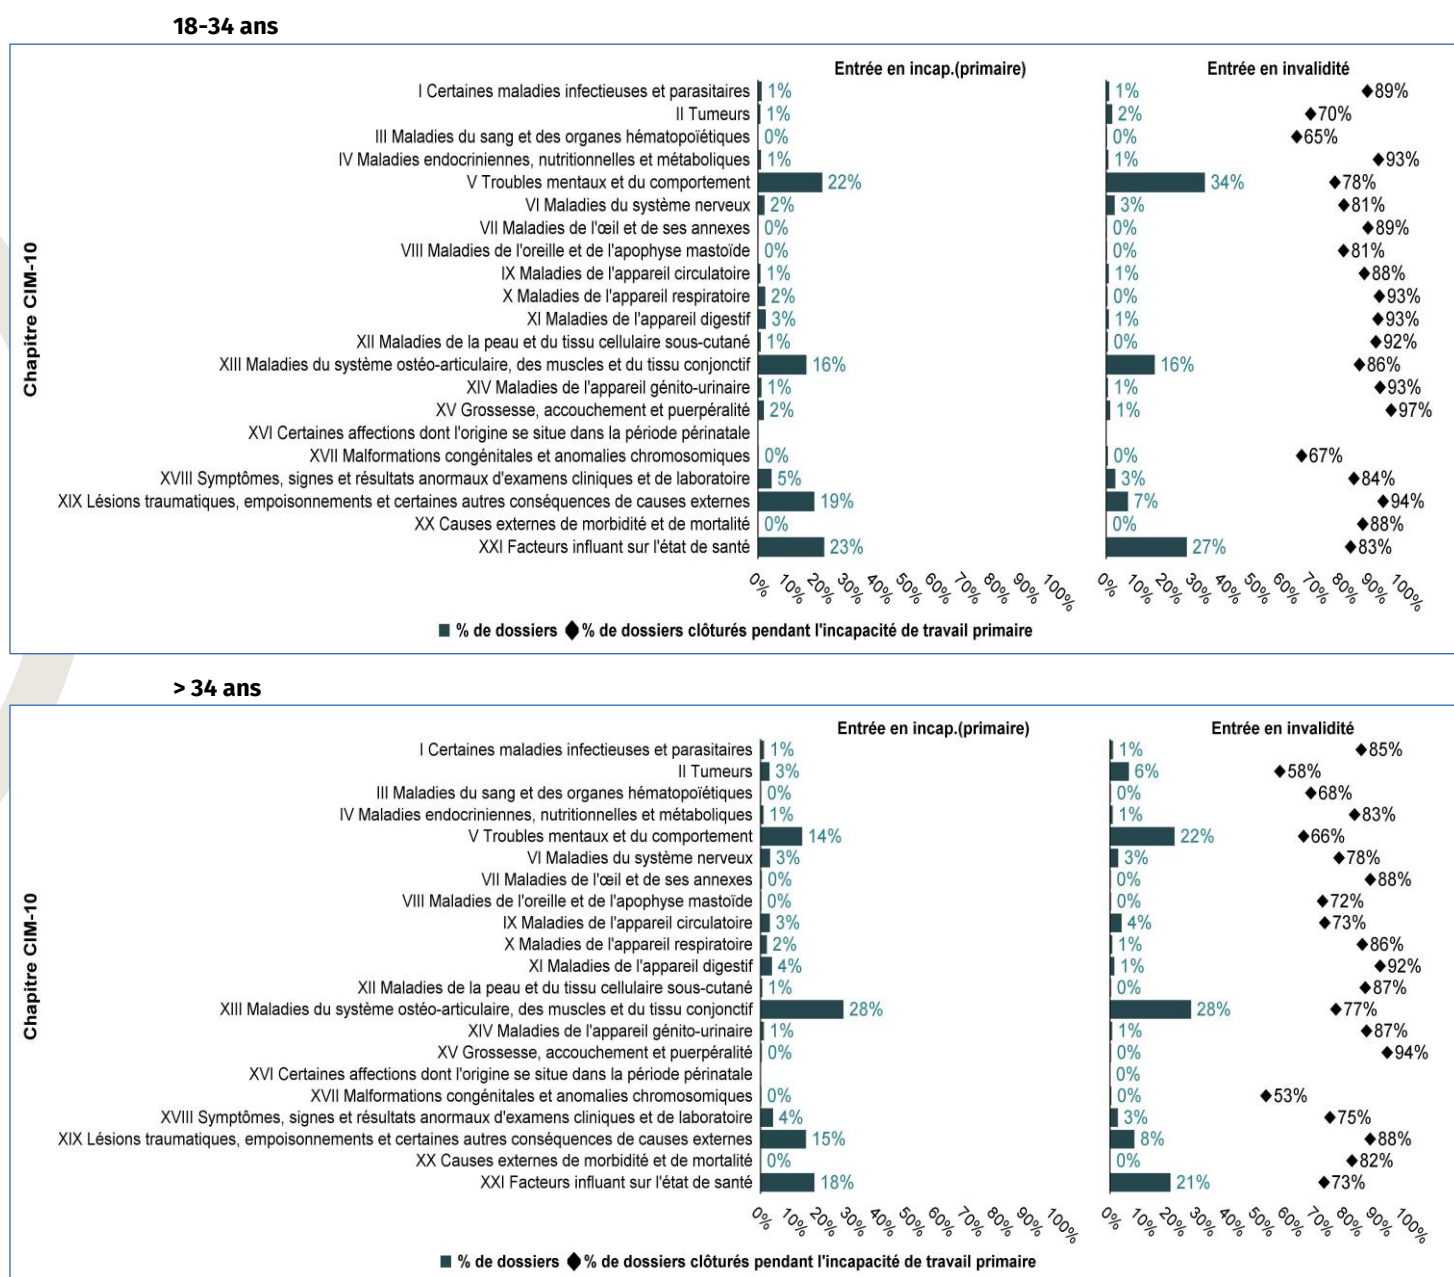 18-34 ans
Entrée en incap.(primaire) Entrée en invalidité
Chapitre CIM-10
I Certaines maladies infectieuses et parasitaires 1% 1% 89%
II Tumeurs 1% 2% 70%
III Maladies du sang et des organes hématopoïétiques 0% 0% 65%
IV Maladies endocriniennes, nutritionnelles et métaboliques 1% 1% 93%
V Troubles mentaux et du comportement 22% 34% 78%
VI Maladies du système nerveux 2% 3% 81%
VII Maladies de l'œil et de ses annexes 0% 0% 89%
VIII Maladies de l'oreille et de l'apophyse mastoïde 0% 0% 81%
IX Maladies de l'appareil circulatoire 1% 1% 88%
X Maladies de l'appareil respiratoire 2% 0% 93%
XI Maladies de l'appareil digestif 3% 1% 93%
XII Maladies de la peau et du tissu cellulaire sous-cutané 1% 0% 92%
XIII Maladies du système ostéo-articulaire, des muscles et du tissu conjonctif 16% 16% 86%
XIV Maladies de l'appareil génito-urinaire 1% 1% 93%
XV Grossesse, accouchement et puerpéralité 2% 1% 97%
XVI Certaines affections dont l'origine se situe dans la période périnatale
XVII Malformations congénitales et anomalies chromosomiques 0% 0% 67%
XVIII Symptômes, signes et résultats anormaux d'examens cliniques et de laboratoire 5% 3% 84%
XIX Lésions traumatiques, empoisonnements et certaines autres conséquences de causes externes 19% 7% 94%
XX Causes externes de morbidité et de mortalité 0% 0% 88%
XXI Facteurs influant sur l'état de santé 23% 27% 83%
0% 10% 20% 30% 40% 50% 60% 70% 80% 90% 100% 0% 10% 20% 30% 40% 50% 60% 70% 80% 90% 100%
% de dossiers % de dossiers clôturés pendant l'incapacité de travail primaire
> 34 ans
Entrée en incap.(primaire) Entrée en invalidité
Chapitre CIM-10
I Certaines maladies infectieuses et parasitaires 1% 1% 85%
II Tumeurs 3% 6% 58%
III Maladies du sang et des organes hématopoïétiques 0% 0% 68%
IV Maladies endocriniennes, nutritionnelles et métaboliques 1% 1% 83%
V Troubles mentaux et du comportement 14% 22% 66%
VI Maladies du système nerveux 3% 3% 78%
VII Maladies de l'œil et de ses annexes 0% 0% 88%
VIII Maladies de l'oreille et de l'apophyse mastoïde 0% 0% 72%
IX Maladies de l'appareil circulatoire 3% 4% 73%
X Maladies de l'appareil respiratoire 2% 1% 86%
XI Maladies de l'appareil digestif 4% 1% 92%
XII Maladies de la peau et du tissu cellulaire sous-cutané 1% 0% 87%
XIII Maladies du système ostéo-articulaire, des muscles et du tissu conjonctif 28% 28% 77%
XIV Maladies de l'appareil génito-urinaire 1% 1% 87%
XV Grossesse, accouchement et puerpéralité 0% 0% 94%
XVI Certaines affections dont l'origine se situe dans la période périnatale 0%
XVII Malformations congénitales et anomalies chromosomiques 0% 0% 53%
XVIII Symptômes, signes et résultats anormaux d'examens cliniques et de laboratoire 4% 3% 75%
XIX Lésions traumatiques, empoisonnements et certaines autres conséquences de causes externes 15% 8% 88%
XX Causes externes de morbidité et de mortalité 0% 0% 82%
XXI Facteurs influant sur l'état de santé 18% 21% 73%
0% 10% 20% 30% 40% 50% 60% 70% 80% 90% 100% 0% 10% 20% 30% 40% 50% 60% 70% 80% 90% 100%
% de dossiers % de dossiers clôturés pendant l'incapacité de travail primaire